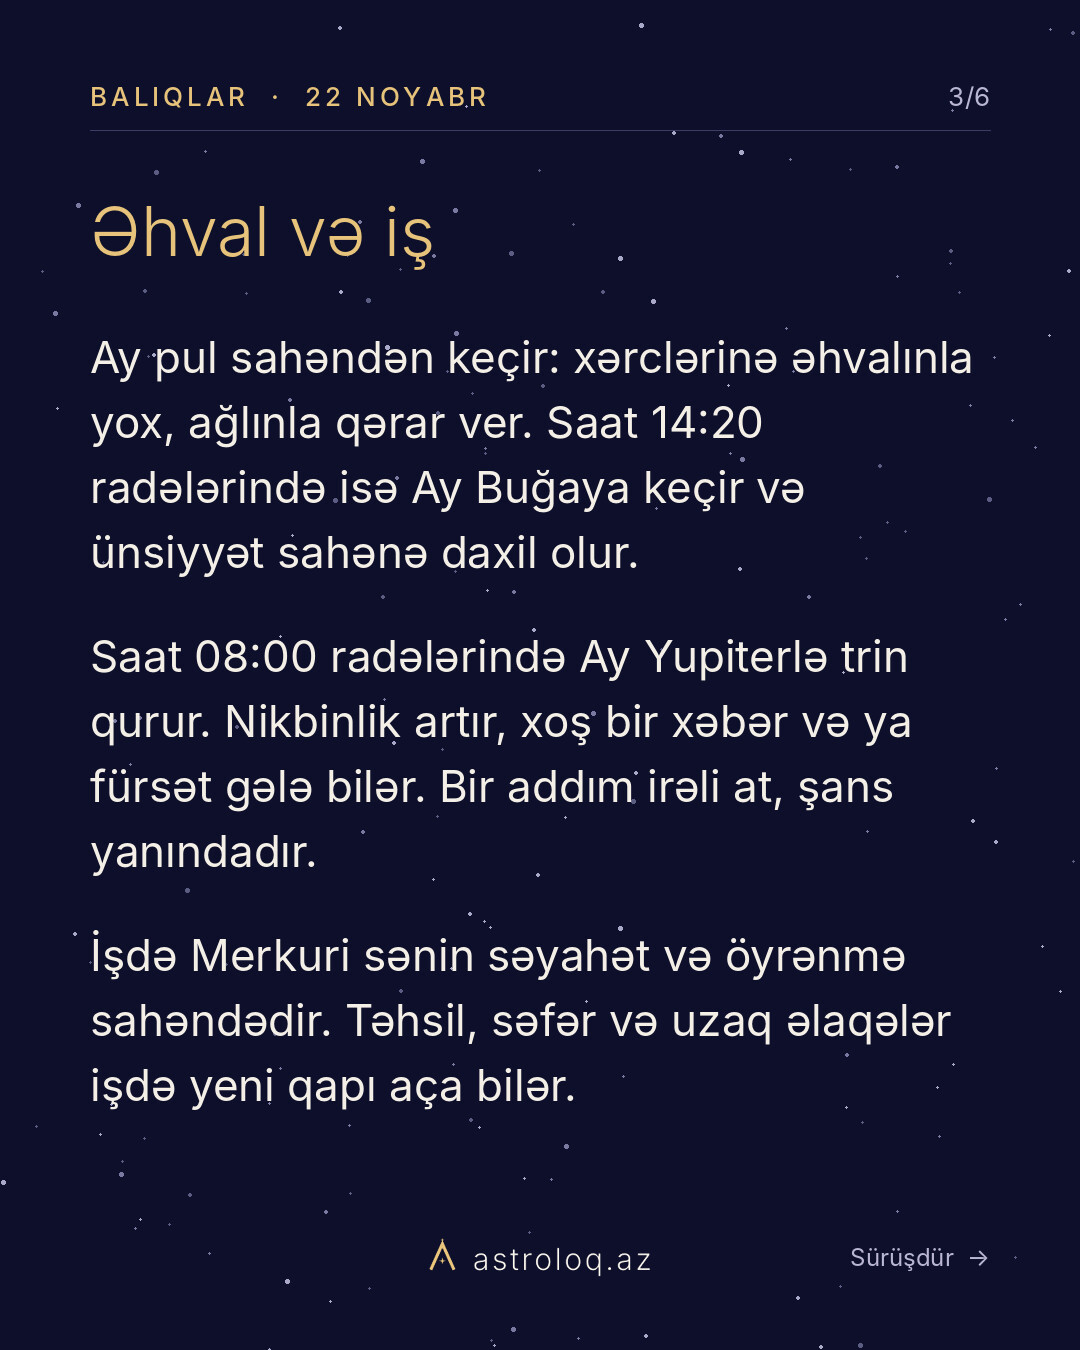 BALIQLAR · 22 NOYABR
3/6
Əhval və iş
Ay pul sahəndən keçir: xərclərinə əhvalınla
yox, ağlınla qərar ver. Saat 14:20
radələrində isə Ay Buğaya keçir və
ünsiyyət sahənə daxil olur.
Saat 08:00 radələrində Ay Yupiterlə trin
qurur. Nikbinlik artır, xoş bir xəbər və ya
fürsət gələ bilər. Bir addım irəli at, şans
yanındadır.
İşdə Merkuri sənin səyahət və öyrənmə
sahəndədir. Təhsil, səfər və uzaq əlaqələr
işdə yeni qapı aça bilər.
astroloq.az
Sürüşdür →